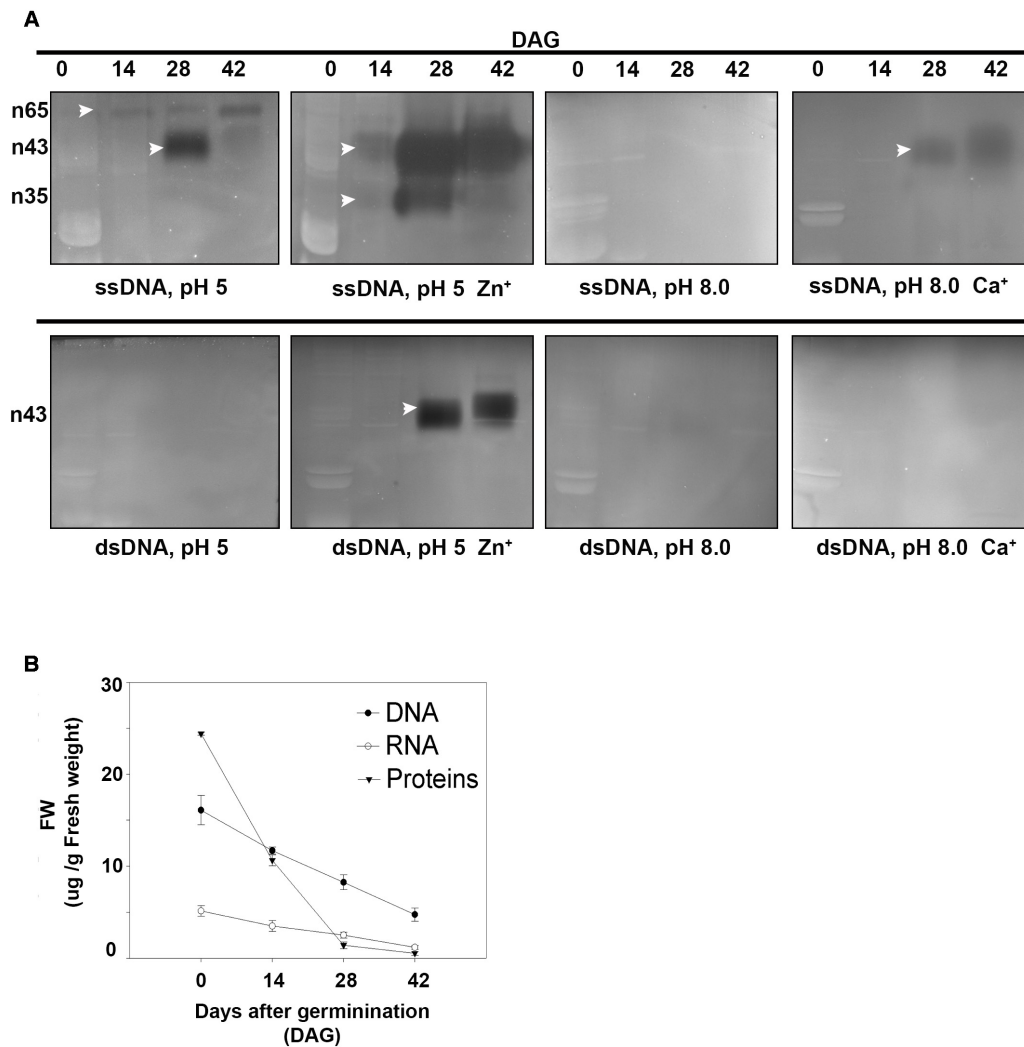 A
DAG
0 14 28 42 0 14 28 42 0 14 28 42 0 14 28 42
n65
n43
n35
ssDNA, pH 5 ssDNA, pH 5 Zn⁺ ssDNA, pH 8.0 ssDNA, pH 8.0 Ca⁺
n43
dsDNA, pH 5 dsDNA, pH 5 Zn⁺ dsDNA, pH 8.0 dsDNA, pH 8.0 Ca⁺
B
FW
(ug /g Fresh weight)
30
20
10
0
DNA
RNA
Proteins
0 14 28 42
Days after germinination
(DAG)